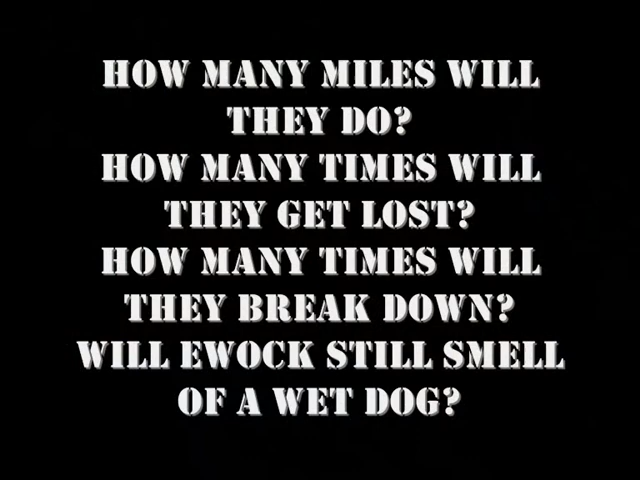 HOW MANY MILES WILL
THEY DO?
HOW MANY TIMES WILL
THEY GET LOST?
HOW MANY TIMES WILL
THEY BREAK DOWN?
WILL EWOCK STILL SMELL
OF A WET DOG?